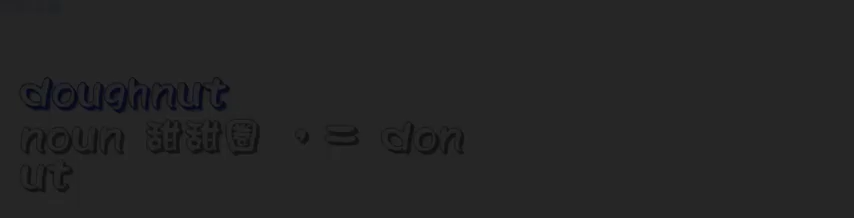 doughnut
noun 甜甜圈 ，= don
ut